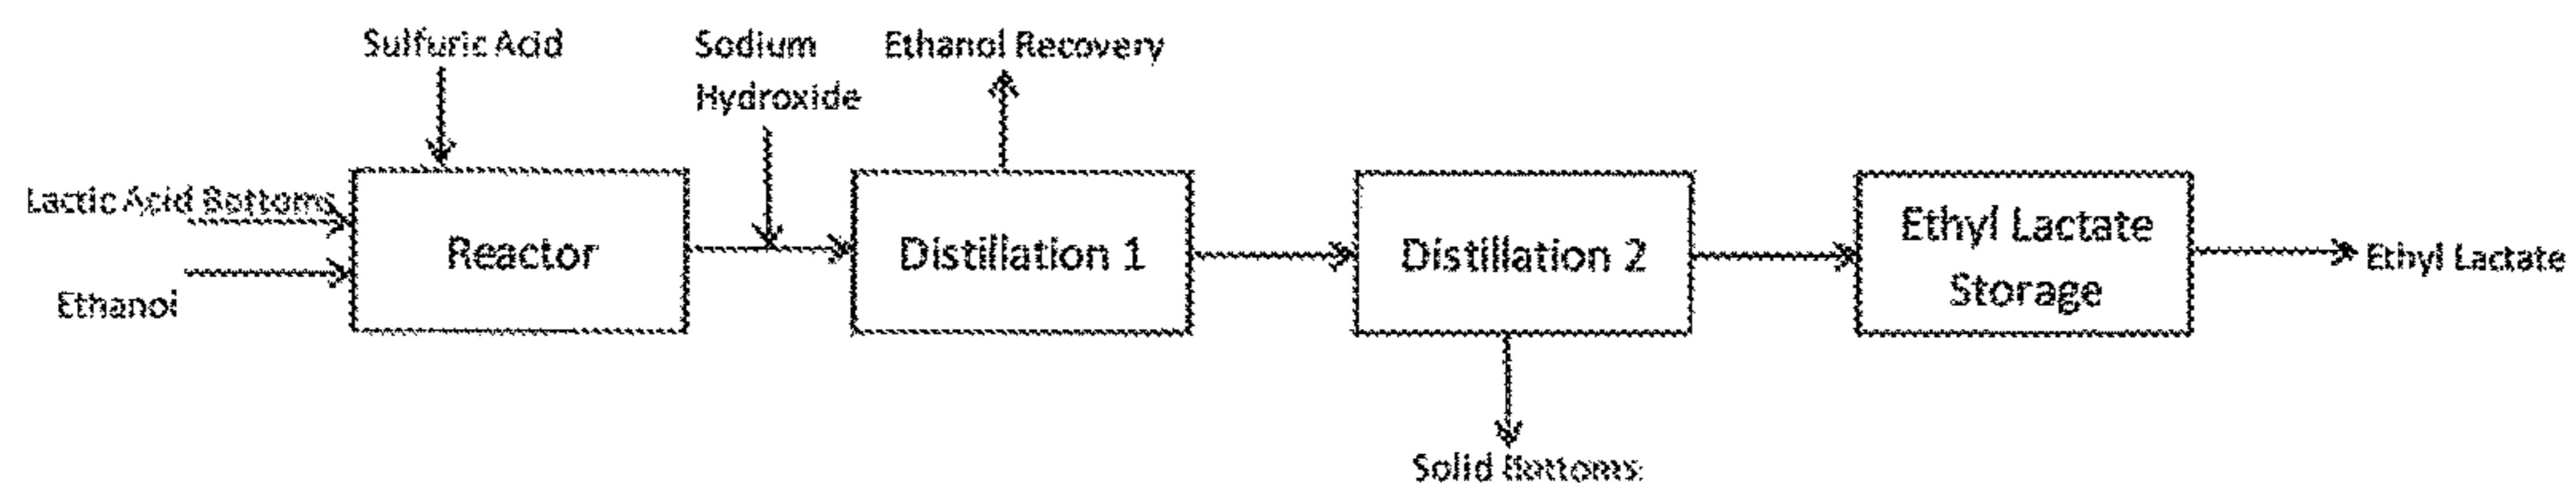 Sulfuric Acid
Sodium
Hydroxide
Ethanol Recovery
Lactic Acid Bottoms
Ethanol
Reactor
Distillation 1
Distillation 2
Ethyl Lactate
Storage
Ethyl Lactate
Solid Bottoms